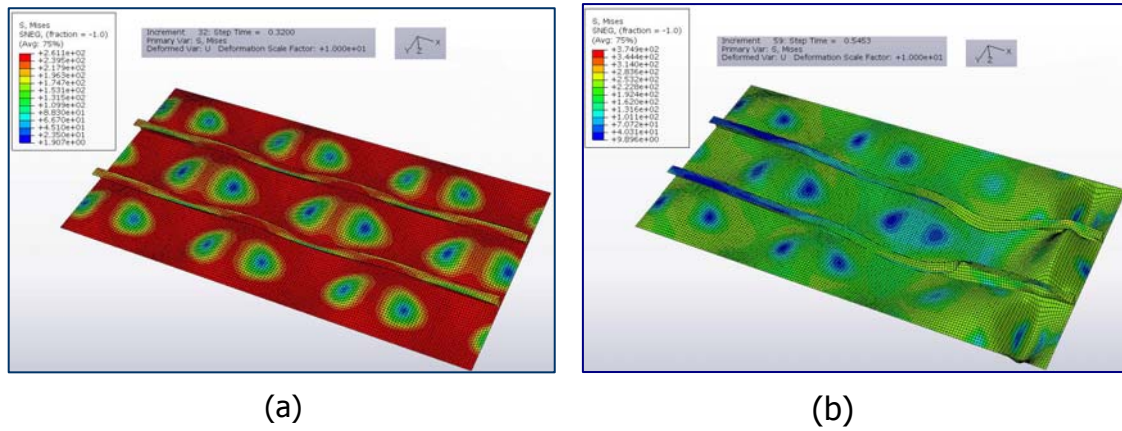 S, Mises
SNEG, (fraction = -1.0)
(Avg: 75%)
+2.611e+02
+2.395e+02
+2.179e+02
+1.963e+02
+1.747e+02
+1.531e+02
+1.315e+02
+1.099e+02
+8.830e+01
+6.670e+01
+4.510e+01
+2.350e+01
+1.907e+00
Increment 32: Step Time = 0.3200
Primary Var: S, Mises
Deformed Var: U Deformation Scale Factor: +1.000e+01
X
Z
S, Mises
SNEG, (fraction = -1.0)
(Avg: 75%)
+3.749e+02
+3.444e+02
+3.140e+02
+2.836e+02
+2.532e+02
+2.228e+02
+1.924e+02
+1.620e+02
+1.316e+02
+1.011e+02
+7.072e+01
+4.031e+01
+9.896e+00
Increment 59: Step Time = 0.5453
Primary Var: S, Mises
Deformed Var: U Deformation Scale Factor: +1.000e+01
X
Z
(a)
(b)